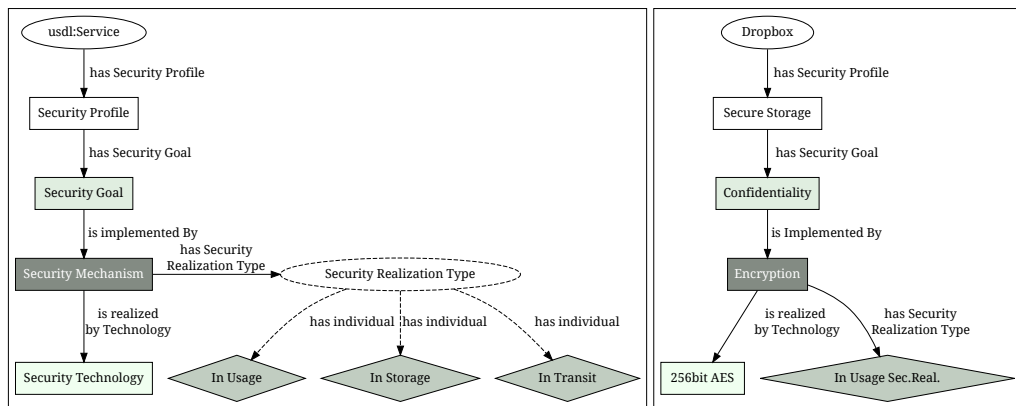 usdl:Service
has Security Profile
Security Profile
has Security Goal
Security Goal
is implemented By
has Security
Realization Type
Security Mechanism
Security Realization Type
is realized
by Technology
has individual
has individual
has individual
Security Technology
In Usage
In Storage
In Transit
Dropbox
has Security Profile
Secure Storage
has Security Goal
Confidentiality
is Implemented By
Encryption
is realized
by Technology
has Security
Realization Type
256bit AES
In Usage Sec.Real.